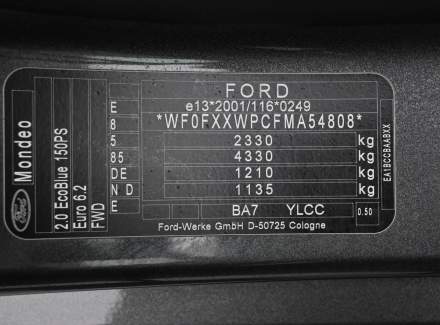 FORD
e13*2001/116*0249
*WF0FXXWPCFMA54808*
2330 kg
4330 kg
1210 kg
1135 kg
BA7 YLCC 0.50
Ford-Werke GmbH D-50725 Cologne
E
8
5
85
DE
N D
E
Mondeo
2.0 EcoBlue 150PS
Euro 6.2
FWD
Ford
EA1BCCBAABXX